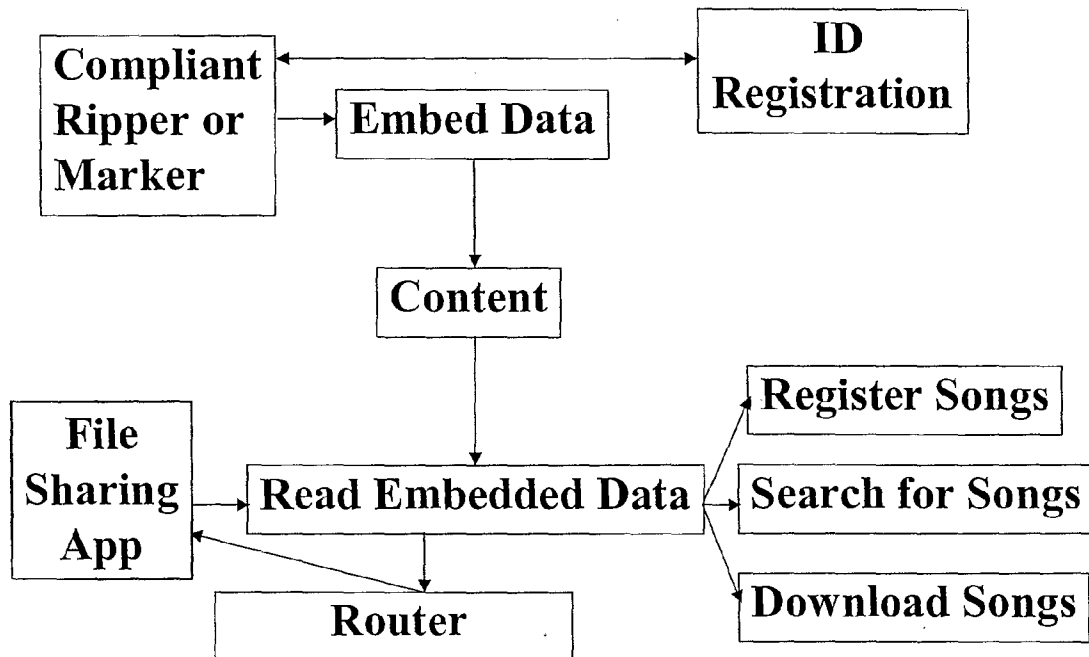 Compliant
Ripper or
Marker
ID
Registration
Embed Data
Content
File
Sharing
App
Read Embedded Data
Register Songs
Search for Songs
Download Songs
Router